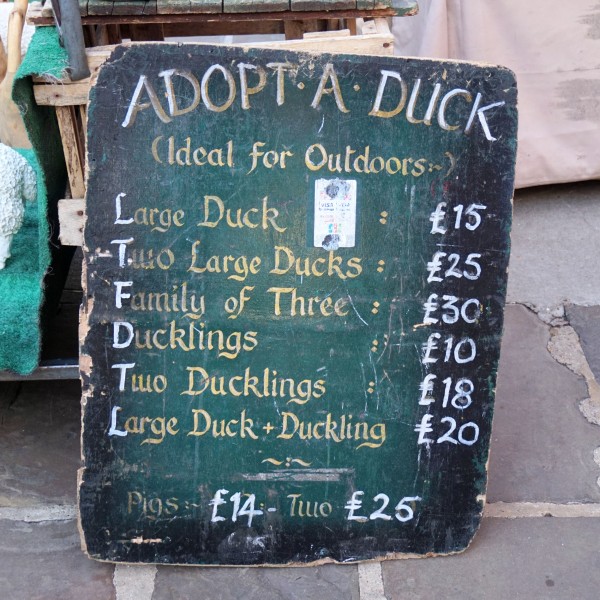 ADOPT·A·DUCK
(Ideal for Outdoors:~)
Large Duck : £15
Two Large Ducks : £25
Family of Three : £30
Ducklings : £10
Two Ducklings : £18
Large Duck + Duckling £20
~:~
Pigs:- £14- Two £25